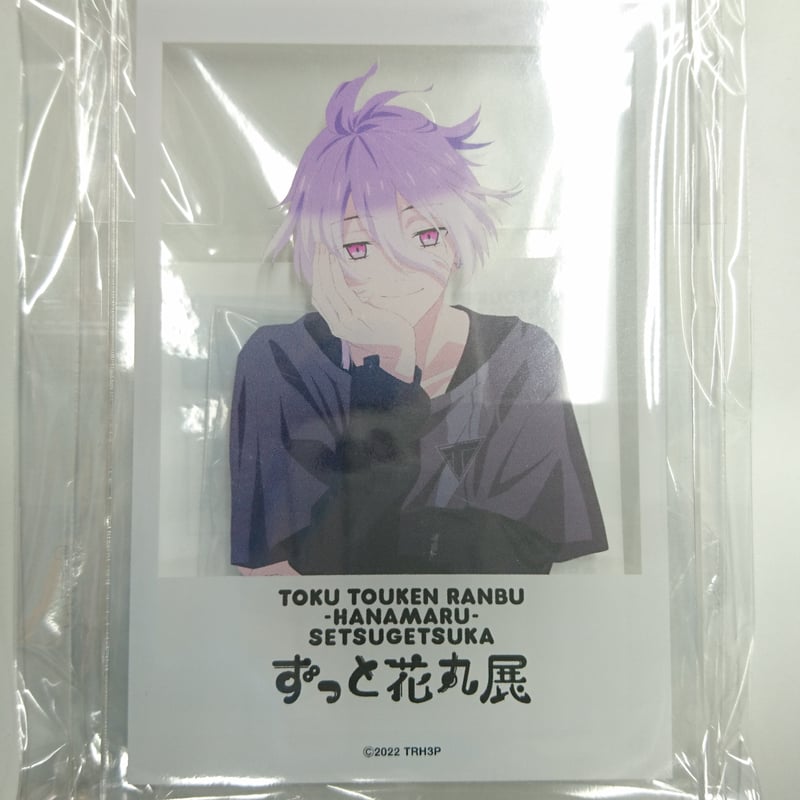 TOKU TOUKEN RANBU
-HANAMARU-
SETSUGETSUKA
ずっと花丸展
©2022 TRH3P